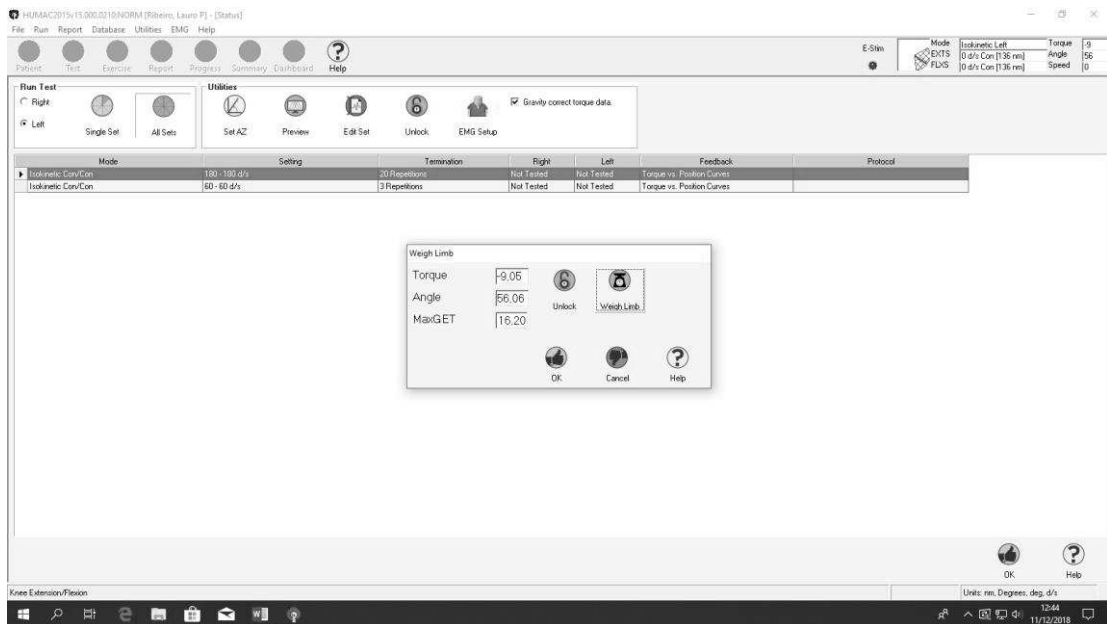 HUMAC2015v15.000.0210:NORM [Ribeiro, Lauro P] - [Status]
File Run Report Database Utilities EMG Help
Patient Test Exercise Report Progress Summary Dashboard Help
E-Stim
Mode Isokinetic Left Torque -9
EXTS 0 d/s Con [136 nm] Angle 56
FLXS 0 d/s Con [136 nm] Speed 0
Run Test
Right
Left
Single Set All Sets
Utilities
Set AZ Preview Edit Set Unlock EMG Setup
Gravity correct torque data.
Mode Setting Termination Right Left Feedback Protocol
Isokinetic Con/Con 180 - 180 d/s 20 Repetitions Not Tested Not Tested Torque vs. Position Curves
Isokinetic Con/Con 60 - 60 d/s 3 Repetitions Not Tested Not Tested Torque vs. Position Curves
Weigh Limb
Torque -9,05
Angle 56,06
MaxGET 16,20
Unlock Weigh Limb
OK Cancel Help
OK Help
Knee Extension/Flexion
Units: nm, Degrees, deg, d/s
12:44
11/12/2018